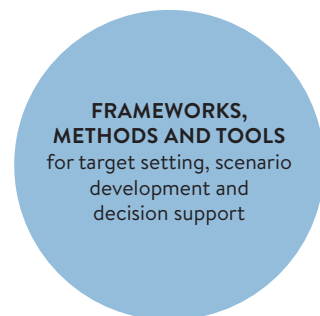 FRAMEWORKS,
METHODS AND TOOLS
for target setting, scenario
development and
decision support